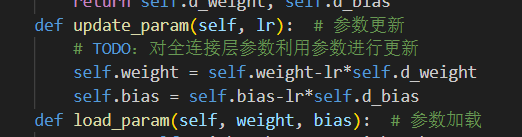 return self.d_weight, self.d_bias
def update_param(self, lr):  # 参数更新
# TODO：对全连接层参数利用参数进行更新
self.weight = self.weight-lr*self.d_weight
self.bias = self.bias-lr*self.d_bias
def load_param(self, weight, bias):  # 参数加载